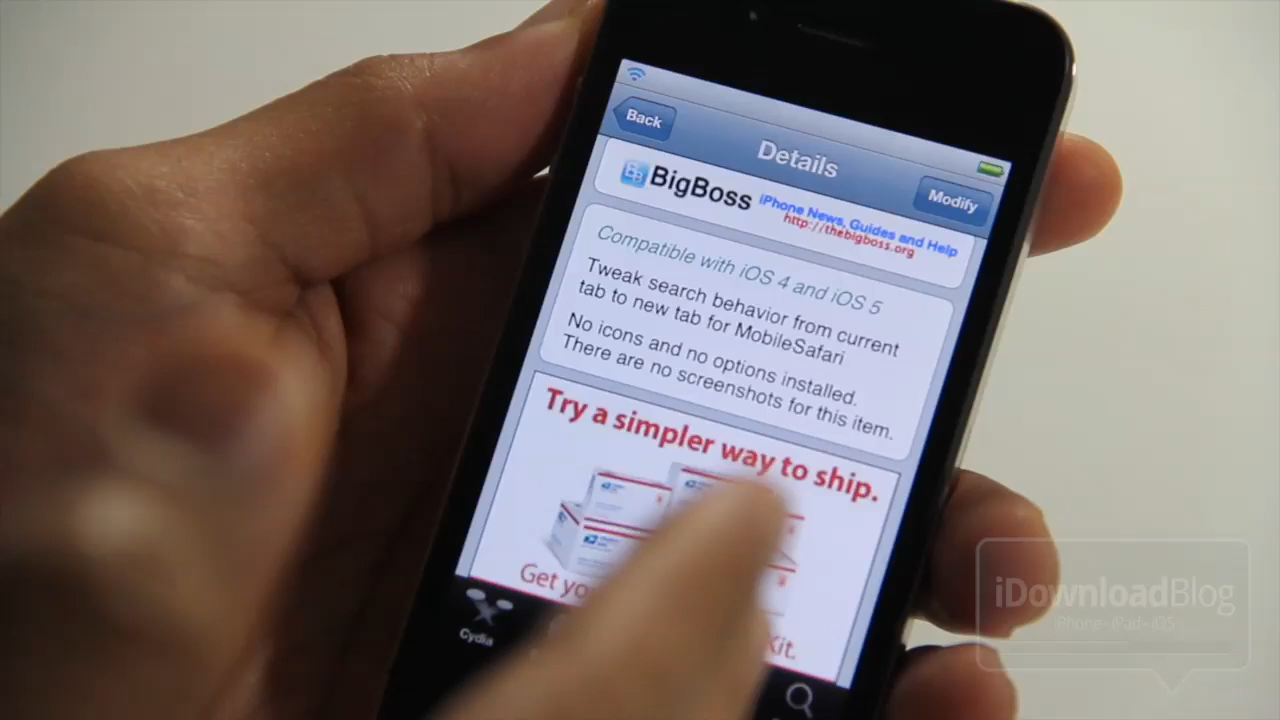 Back
Details
Modify
BigBoss
iPhone News, Guides and Help
http://thebigboss.org
Compatible with iOS 4 and iOS 5
Tweak search behavior from current
tab to new tab for MobileSafari
No icons and no options installed.
There are no screenshots for this item.
Try a simpler way to ship.
Get
Kit.
Cydia
iDownloadBlog
iPhone • iPad • iOS